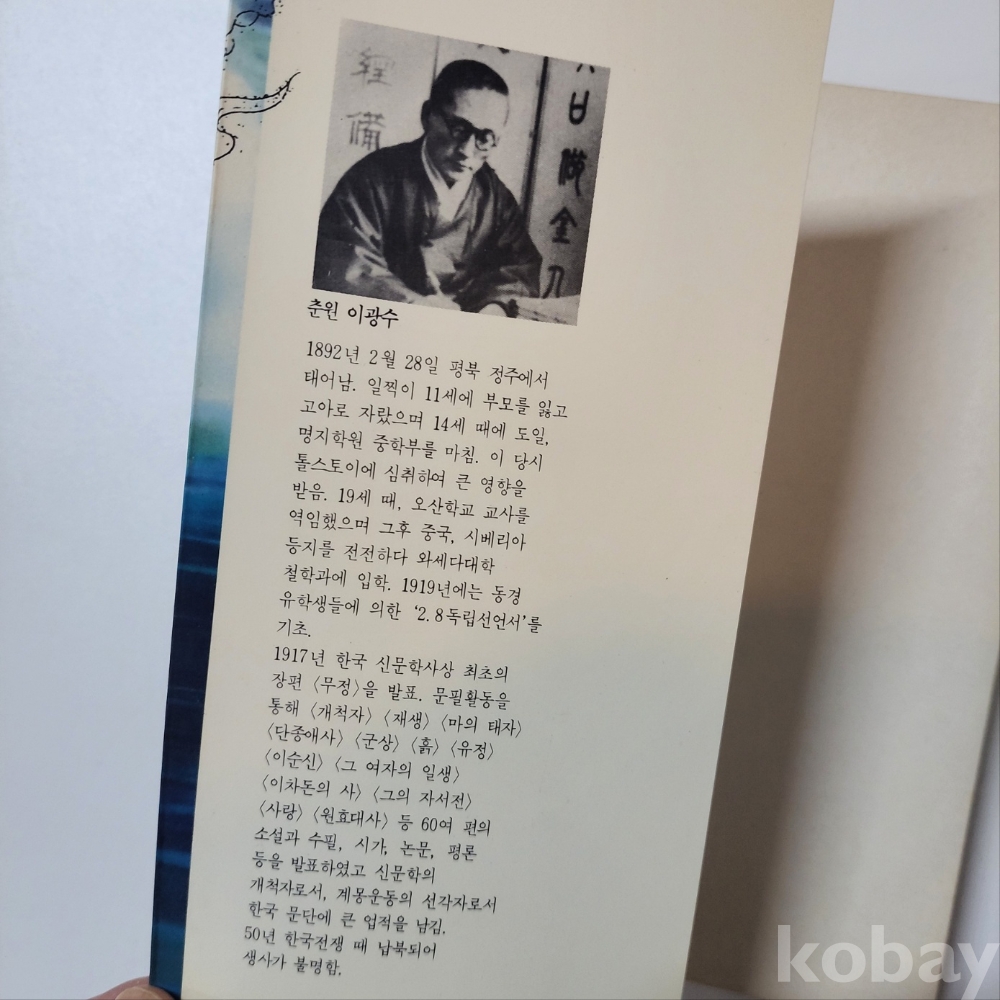 經
備
口
做
金
刀
춘원 이광수
1892년 2월 28일 평북 정주에서
태어남. 일찍이 11세에 부모를 잃고
고아로 자랐으며 14세 때에 도일,
명지학원 중학부를 마침. 이 당시
톨스토이에 심취하여 큰 영향을
받음. 19세 때, 오산학교 교사를
역임했으며 그후 중국, 시베리아
등지를 전전하다 와세다대학
철학과에 입학. 1919년에는 동경
유학생들에 의한 ‘2.8독립선언서’를
기초.
1917년 한국 신문학사상 최초의
장편 〈무정〉을 발표. 문필활동을
통해 〈개척자〉 〈재생〉 〈마의 태자〉
〈단종애사〉 〈군상〉 〈흙〉 〈유정〉
〈이순신〉 〈그 여자의 일생〉
〈이차돈의 사〉 〈그의 자서전〉
〈사랑〉 〈원효대사〉 등 60여 편의
소설과 수필, 시가, 논문, 평론
등을 발표하였고 신문학의
개척자로서, 계몽운동의 선각자로서
한국 문단에 큰 업적을 남김.
50년 한국전쟁 때 납북되어
생사가 불명함.
kobay